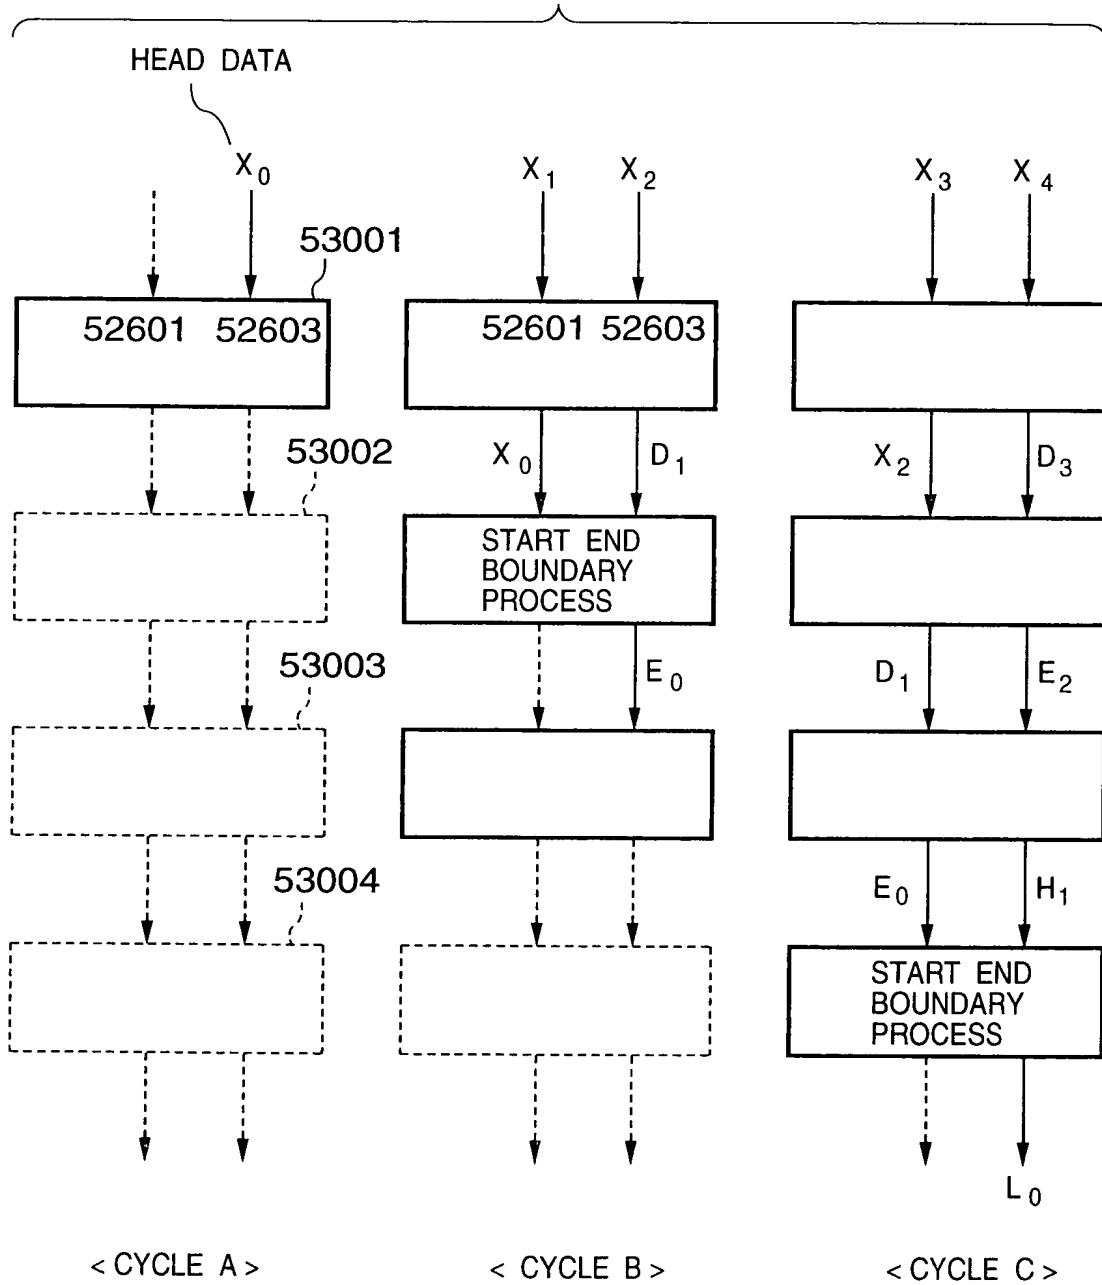 HEAD DATA
X0 X1 X2 X3 X4
53001
52601 52603 52601 52603
53002
X0 D1 X2 D3
START END
BOUNDARY
PROCESS
53003
E0 D1 E2
53004
E0 H1
START END
BOUNDARY
PROCESS
L0
< CYCLE A > < CYCLE B > < CYCLE C >